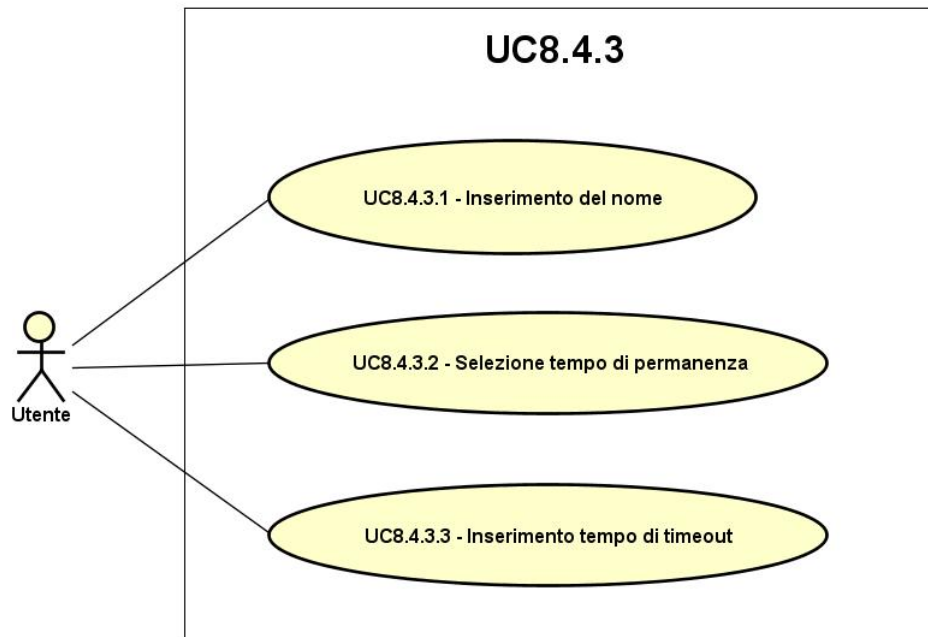 UC8.4.3
UC8.4.3.1 - Inserimento del nome
UC8.4.3.2 - Selezione tempo di permanenza
Utente
UC8.4.3.3 - Inserimento tempo di timeout